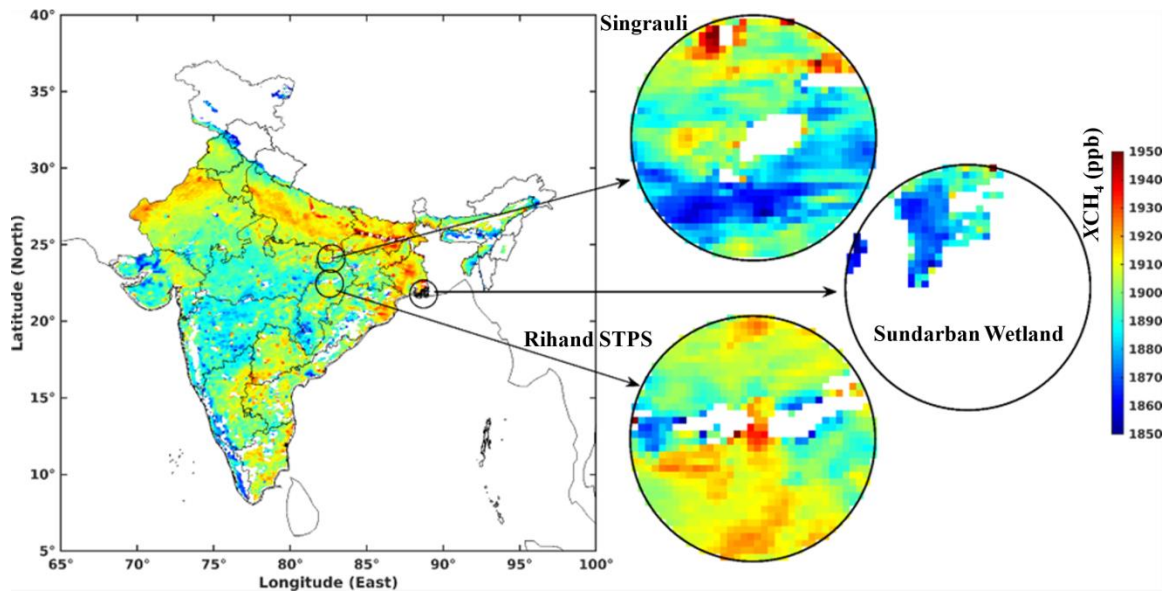 Singrauli
40°
35°
30°
25°
20°
15°
10°
5°
Latitude (North)
65° 70° 75° 80° 85° 90° 95° 100°
Longitude (East)
Rihand STPS
Sundarban Wetland
XCH₄ (ppb)
1950
1940
1930
1920
1910
1900
1890
1880
1870
1860
1850